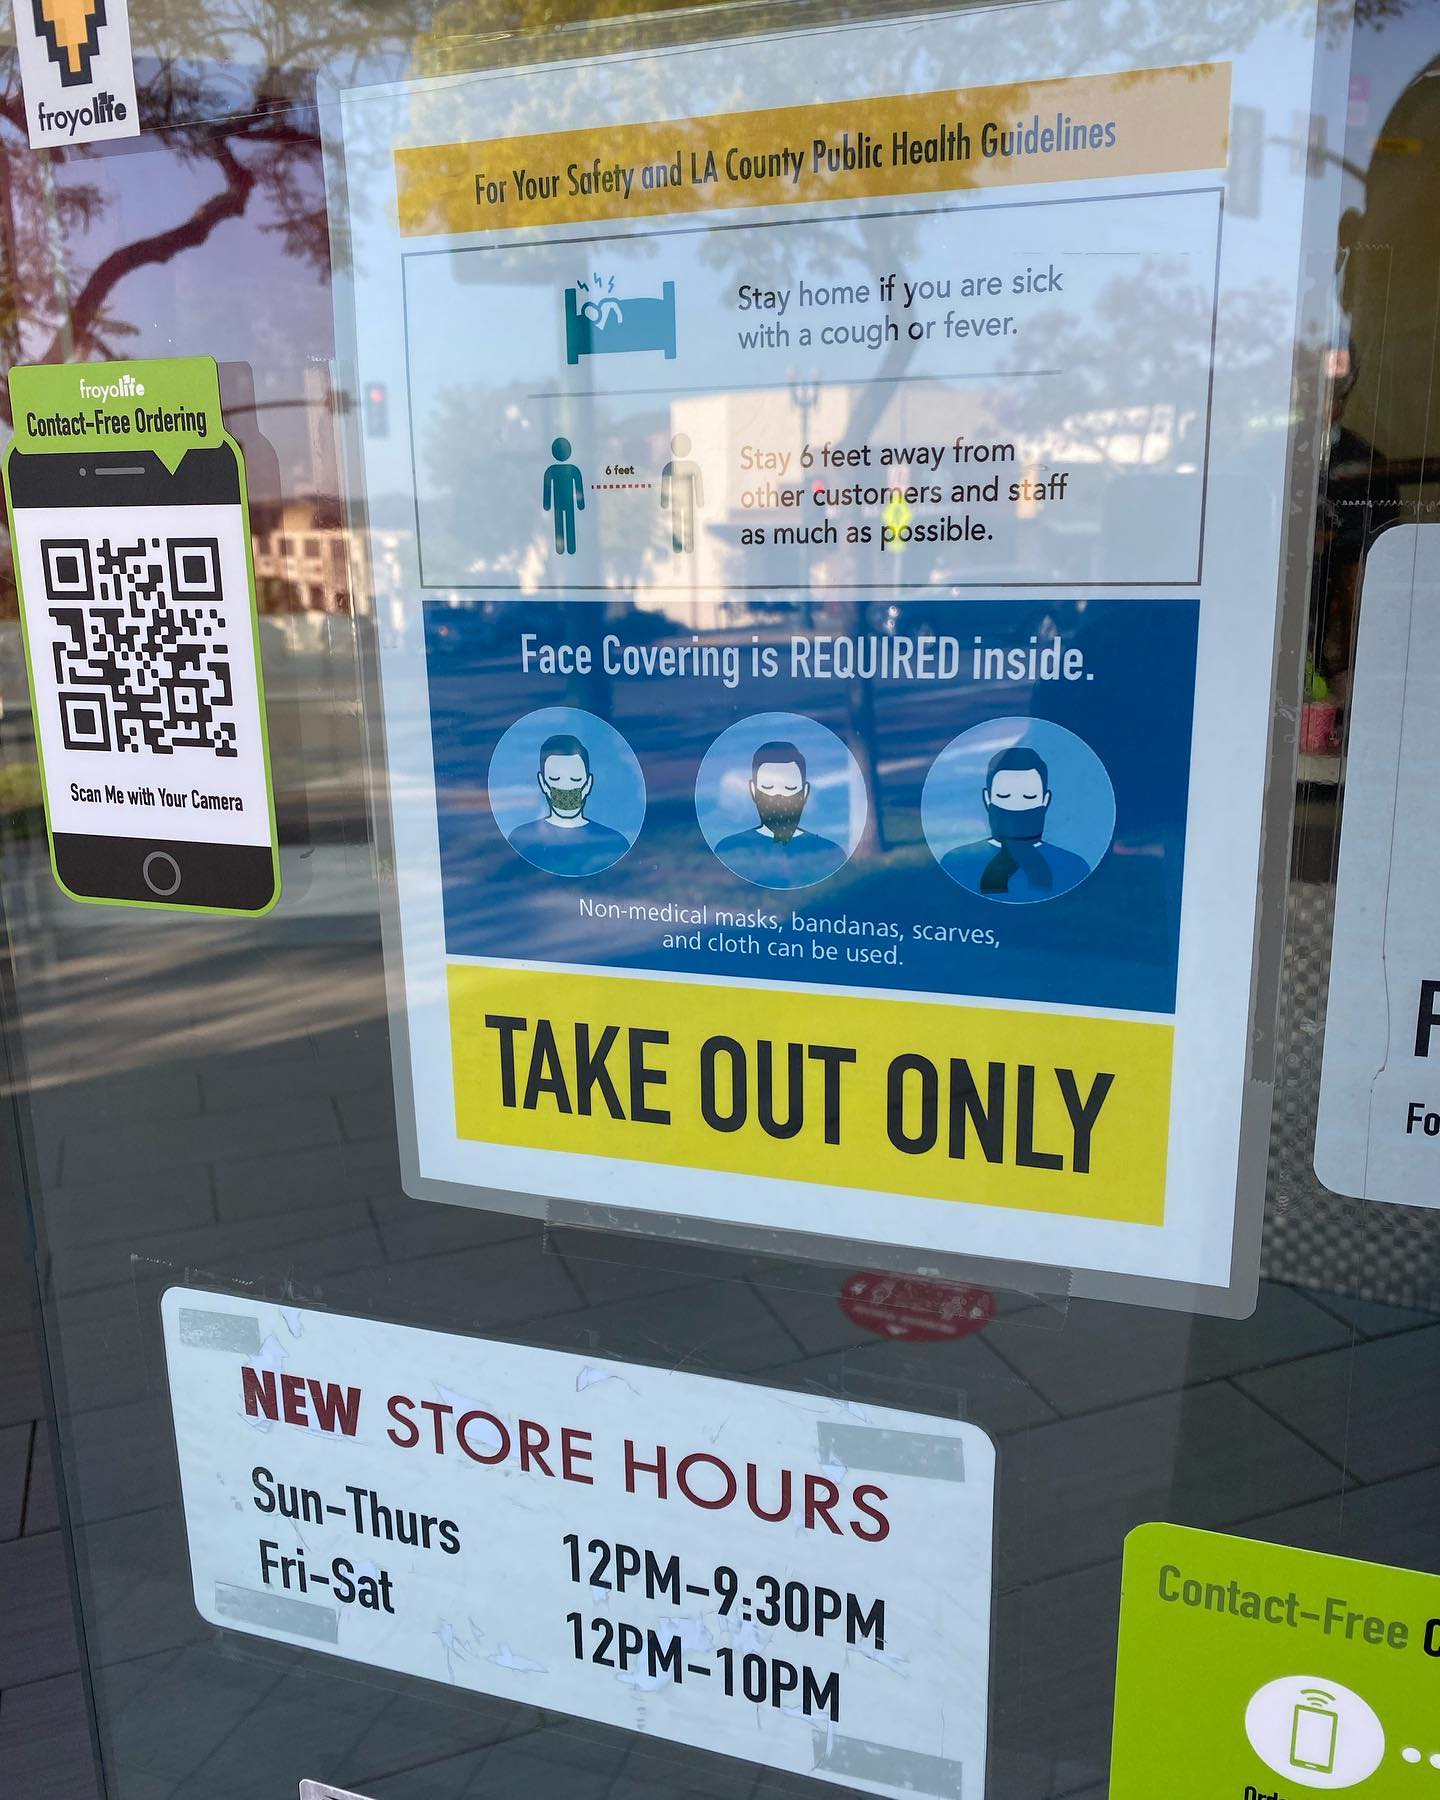 froyolife
For Your Safety and LA County Public Health Guidelines
Stay home if you are sick
with a cough or fever.
6 feet
Stay 6 feet away from
other customers and staff
as much as possible.
froyolife
Contact-Free Ordering
Scan Me with Your Camera
Face Covering is REQUIRED inside.
Non-medical masks, bandanas, scarves,
and cloth can be used.
TAKE OUT ONLY
Fo
NEW STORE HOURS
Sun-Thurs 12PM-9:30PM
Fri-Sat 12PM-10PM
Contact-Free